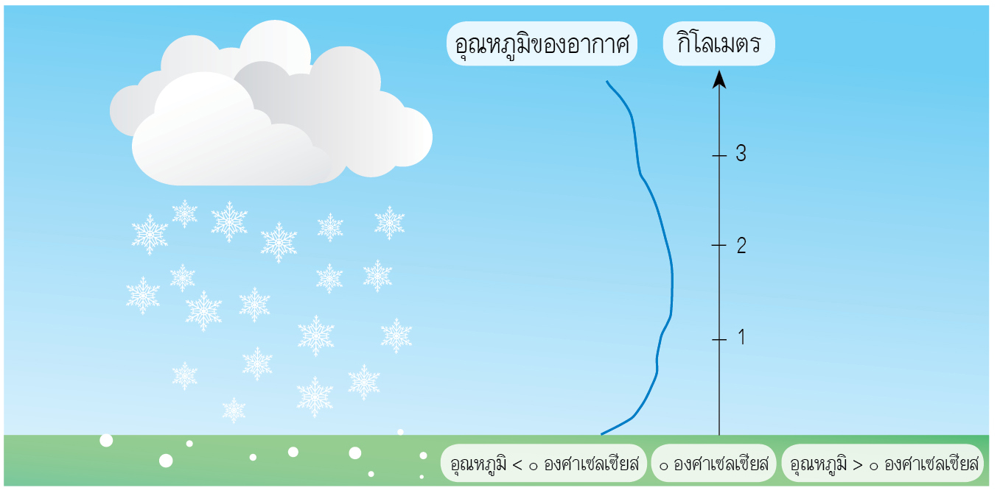 อุณหภูมิของอากาศ
กิโลเมตร
3
2
1
อุณหภูมิ < ๐ องศาเซลเซียส
๐ องศาเซลเซียส
อุณหภูมิ > ๐ องศาเซลเซียส